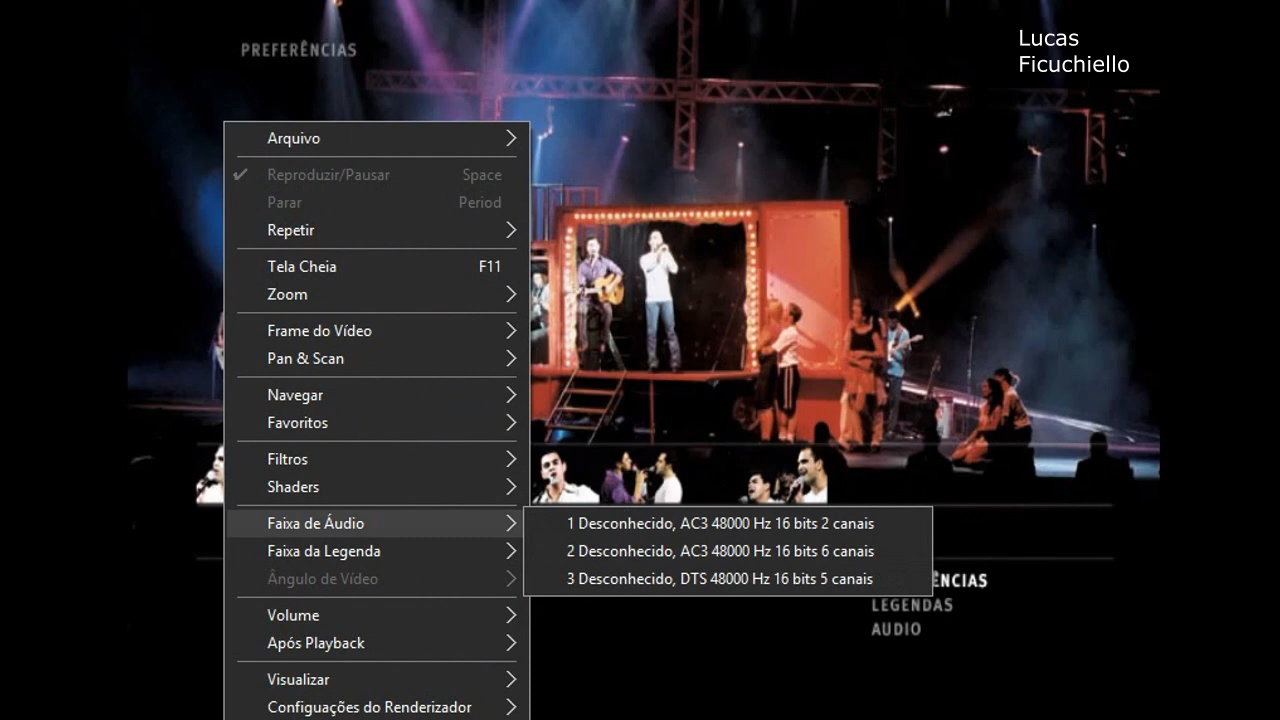 PREFERÊNCIAS
Lucas
Ficuchiello
Arquivo
Reproduzir/Pausar Space
Parar Period
Repetir
Tela Cheia F11
Zoom
Frame do Vídeo
Pan & Scan
Navegar
Favoritos
Filtros
Shaders
Faixa de Áudio
1 Desconhecido, AC3 48000 Hz 16 bits 2 canais
Faixa da Legenda
2 Desconhecido, AC3 48000 Hz 16 bits 6 canais
Ângulo de Vídeo
3 Desconhecido, DTS 48000 Hz 16 bits 5 canais
ÊNCIAS
LEGENDAS
Volume
AUDIO
Após Playback
Visualizar
Configuações do Renderizador